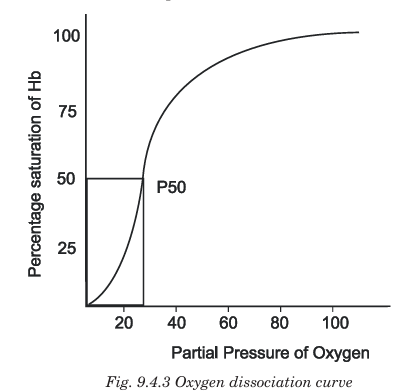 100
75
50
25
Percentage saturation of Hb
P50
20 40 60 80 100
Partial Pressure of Oxygen
Fig. 9.4.3 Oxygen dissociation curve